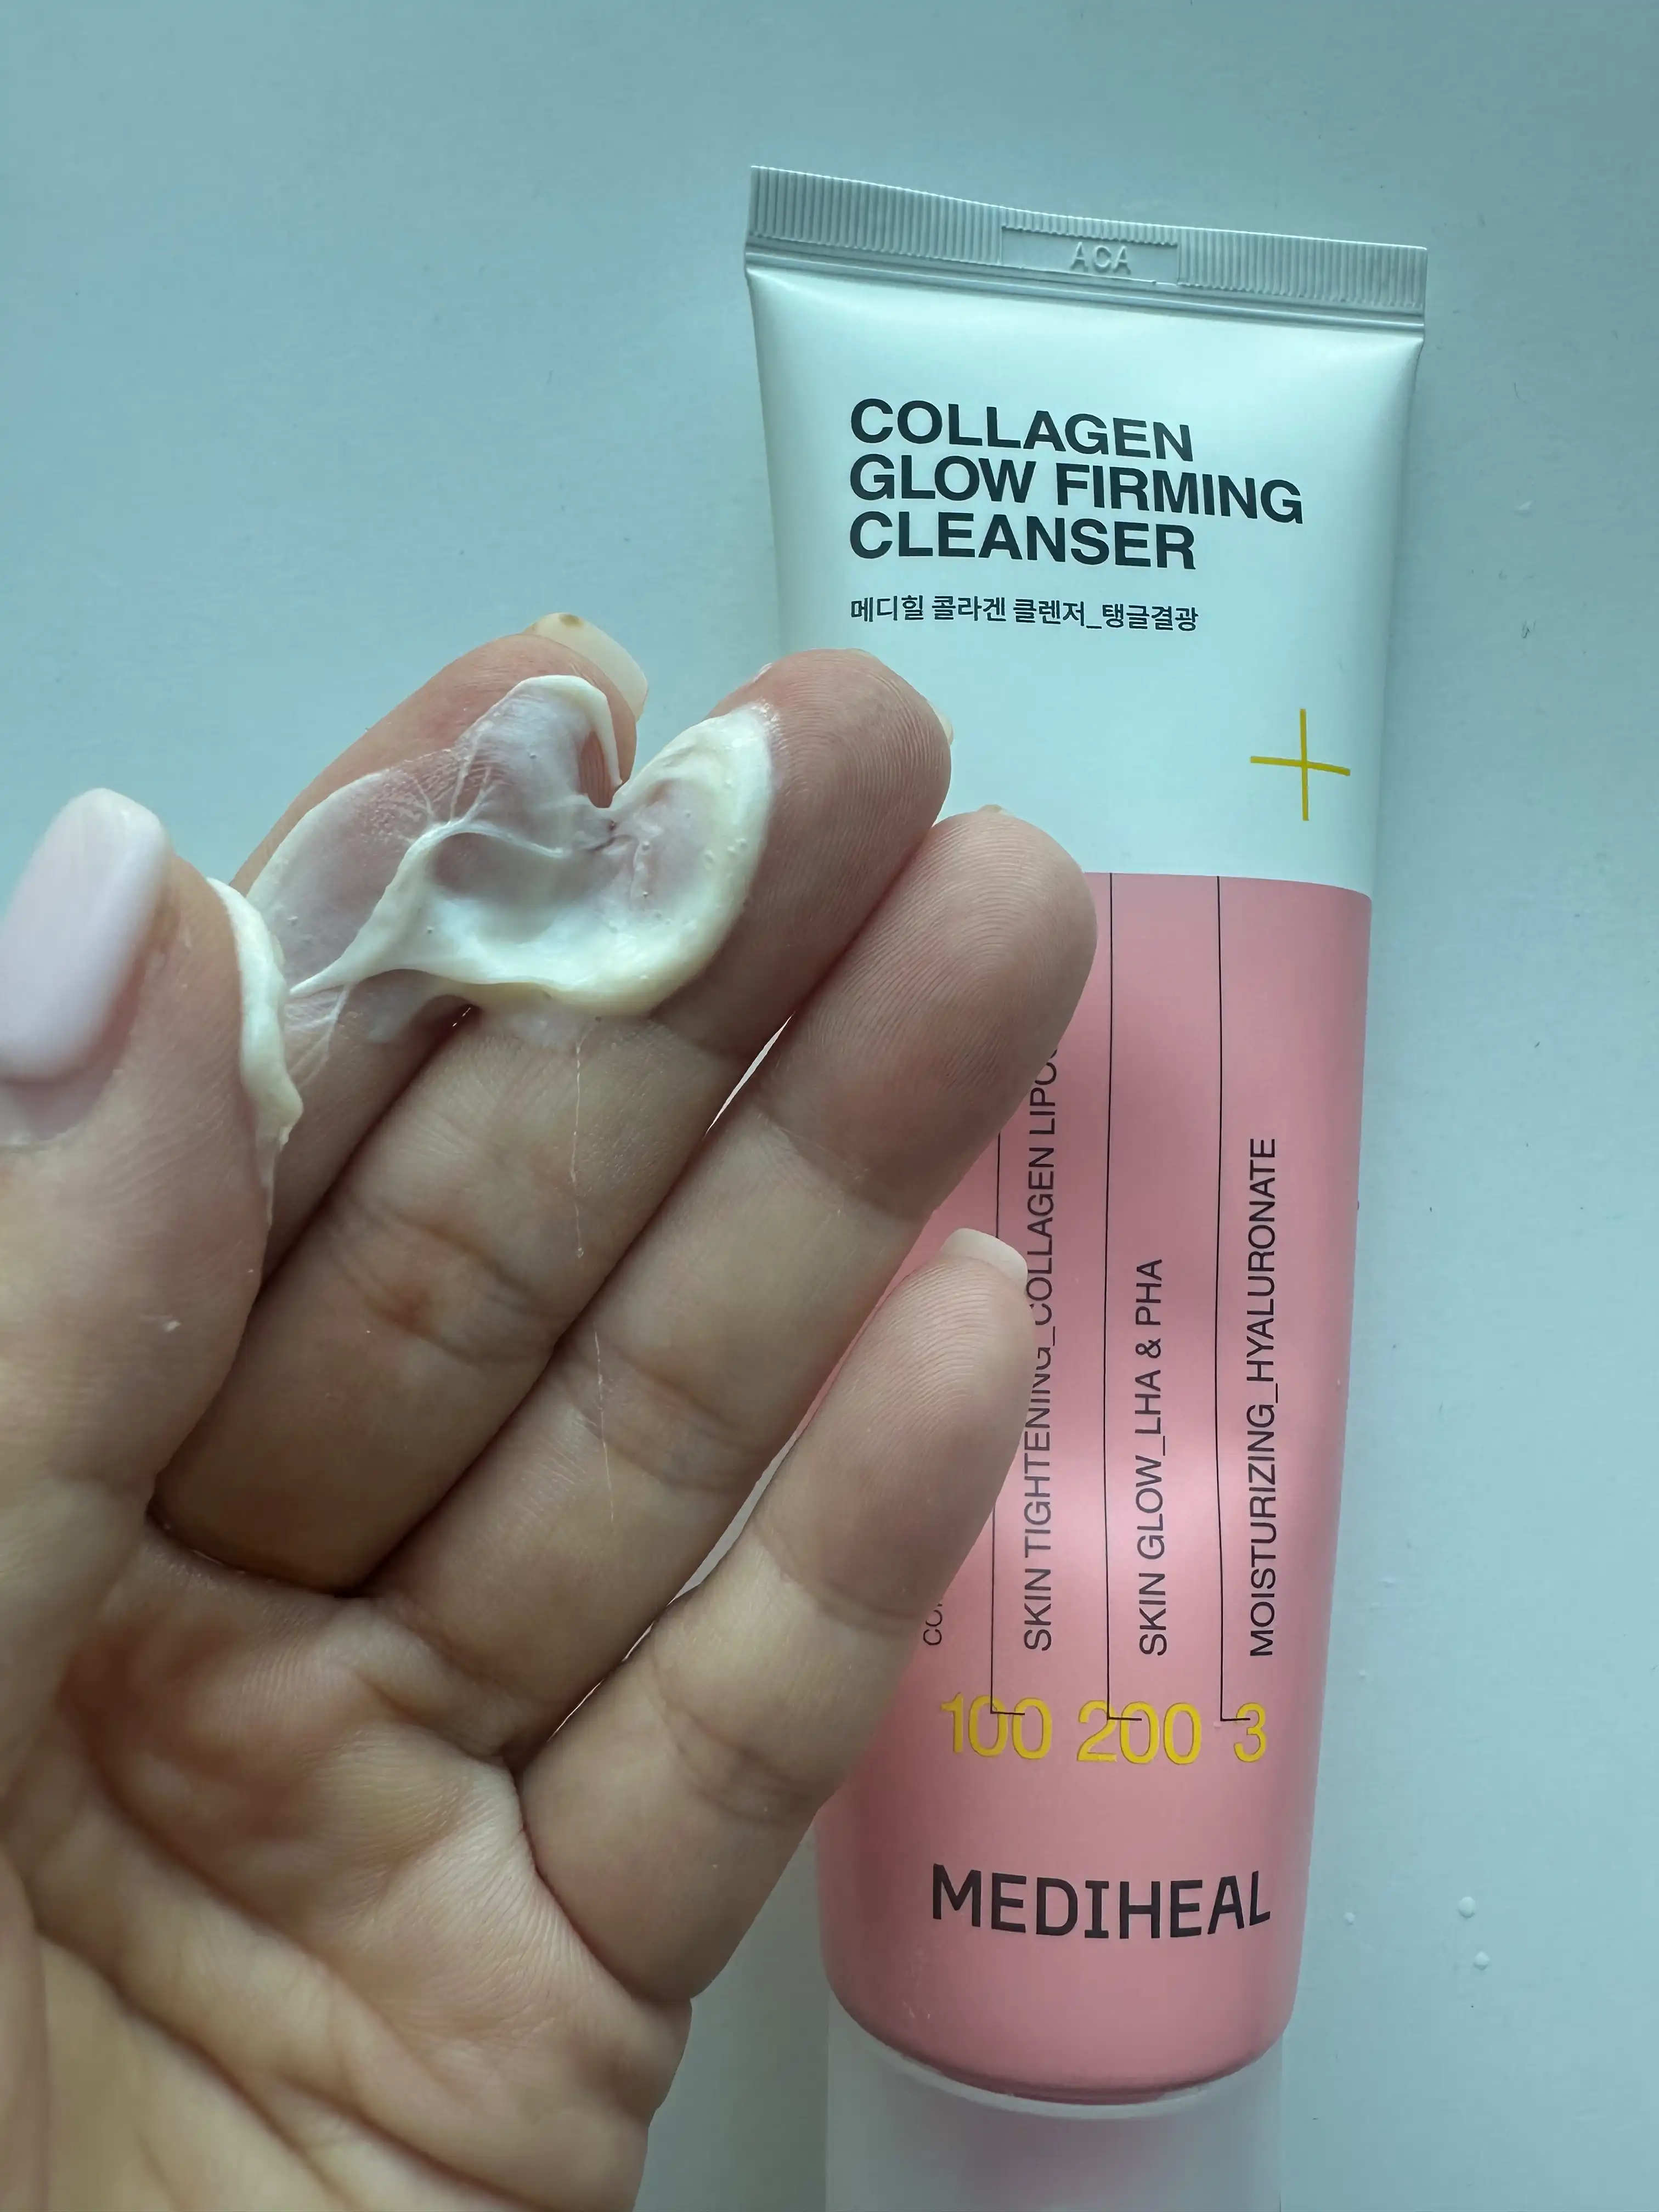 ACA
COLLAGEN
GLOW FIRMING
CLEANSER
메디힐 콜라겐 클렌저_탱글결광
SKIN TIGHTENING_COLLAGEN
SKIN GLOW_LHA & PHA
MOISTURIZING_HYALURONATE
100 200 3
MEDIHEAL